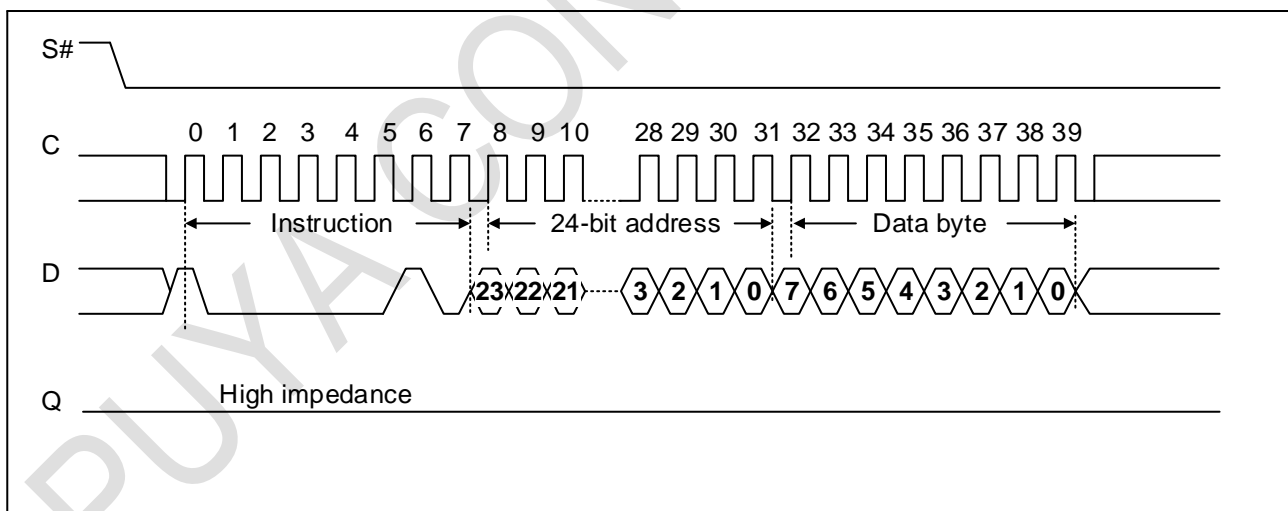 S#
0 1 2 3 4 5 6 7 8 9 10 28 29 30 31 32 33 34 35 36 37 38 39
C
Instruction 24-bit address Data byte
D
23 22 21 3 2 1 0 7 6 5 4 3 2 1 0
High impedance
Q
PUYA CON